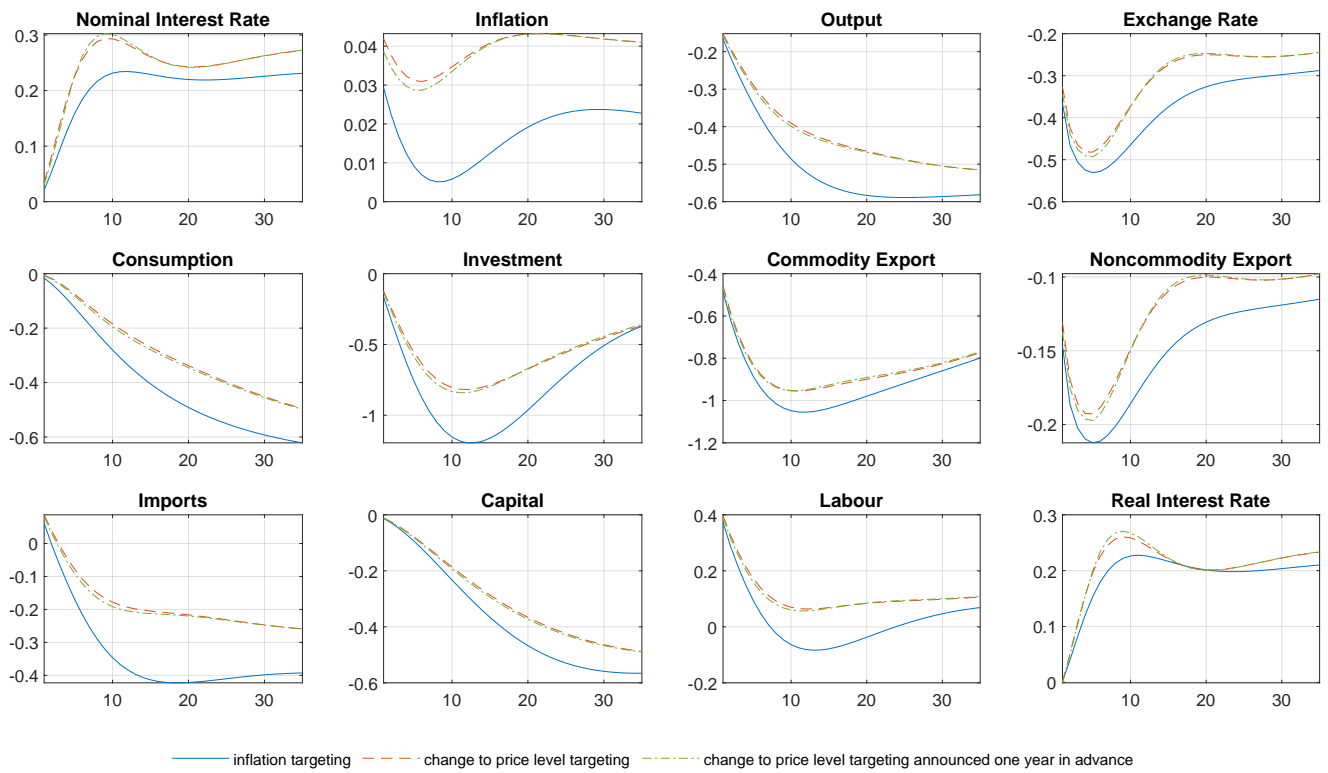 Nominal Interest Rate
0.3
0.2
0.1
0
10 20 30
Inflation
0.04
0.03
0.02
0.01
0
10 20 30
Output
-0.2
-0.3
-0.4
-0.5
-0.6
10 20 30
Exchange Rate
-0.2
-0.3
-0.4
-0.5
-0.6
10 20 30
Consumption
0
-0.2
-0.4
-0.6
10 20 30
Investment
0
-0.5
-1
10 20 30
Commodity Export
-0.4
-0.6
-0.8
-1
-1.2
10 20 30
Noncommodity Export
-0.1
-0.15
-0.2
10 20 30
Imports
0
-0.1
-0.2
-0.3
-0.4
10 20 30
Capital
0
-0.2
-0.4
-0.6
10 20 30
Labour
0.4
0.2
0
-0.2
10 20 30
Real Interest Rate
0.3
0.2
0.1
0
10 20 30
inflation targeting change to price level targeting change to price level targeting announced one year in advance